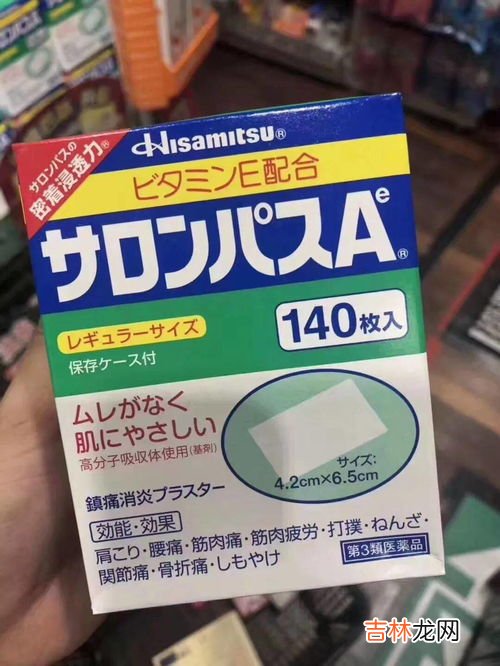 サロンパスの
密着浸透力®
Hisamitsu®
ビタミンE配合
サロンパスAe®
レギュラーサイズ
140枚入
保存ケース付
ムレがなく
肌にやさしい
高分子吸収体使用(基剤)
サイズ:
4.2cm×6.5cm
鎮痛消炎プラスター
効能・効果
肩こり・腰痛・筋肉痛・筋肉疲労・打撲・ねんざ・
関節痛・骨折痛・しもやけ
第3類医薬品
吉林龙网